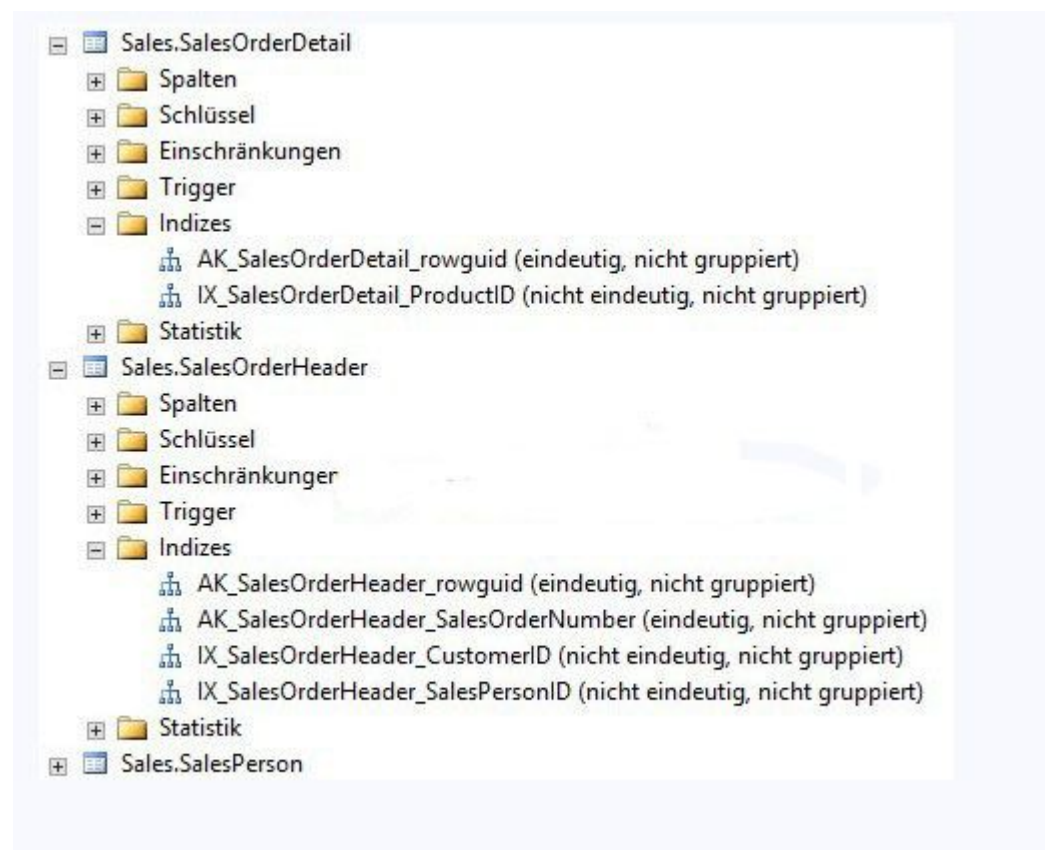 Sales.SalesOrderDetail
Spalten
Schlüssel
Einschränkungen
Trigger
Indizes
AK_SalesOrderDetail_rowguid (eindeutig, nicht gruppiert)
IX_SalesOrderDetail_ProductID (nicht eindeutig, nicht gruppiert)
Statistik
Sales.SalesOrderHeader
Spalten
Schlüssel
Einschränkunger
Trigger
Indizes
AK_SalesOrderHeader_rowguid (eindeutig, nicht gruppiert)
AK_SalesOrderHeader_SalesOrderNumber (eindeutig, nicht gruppiert)
IX_SalesOrderHeader_CustomerID (nicht eindeutig, nicht gruppiert)
IX_SalesOrderHeader_SalesPersonID (nicht eindeutig, nicht gruppiert)
Statistik
Sales.SalesPerson